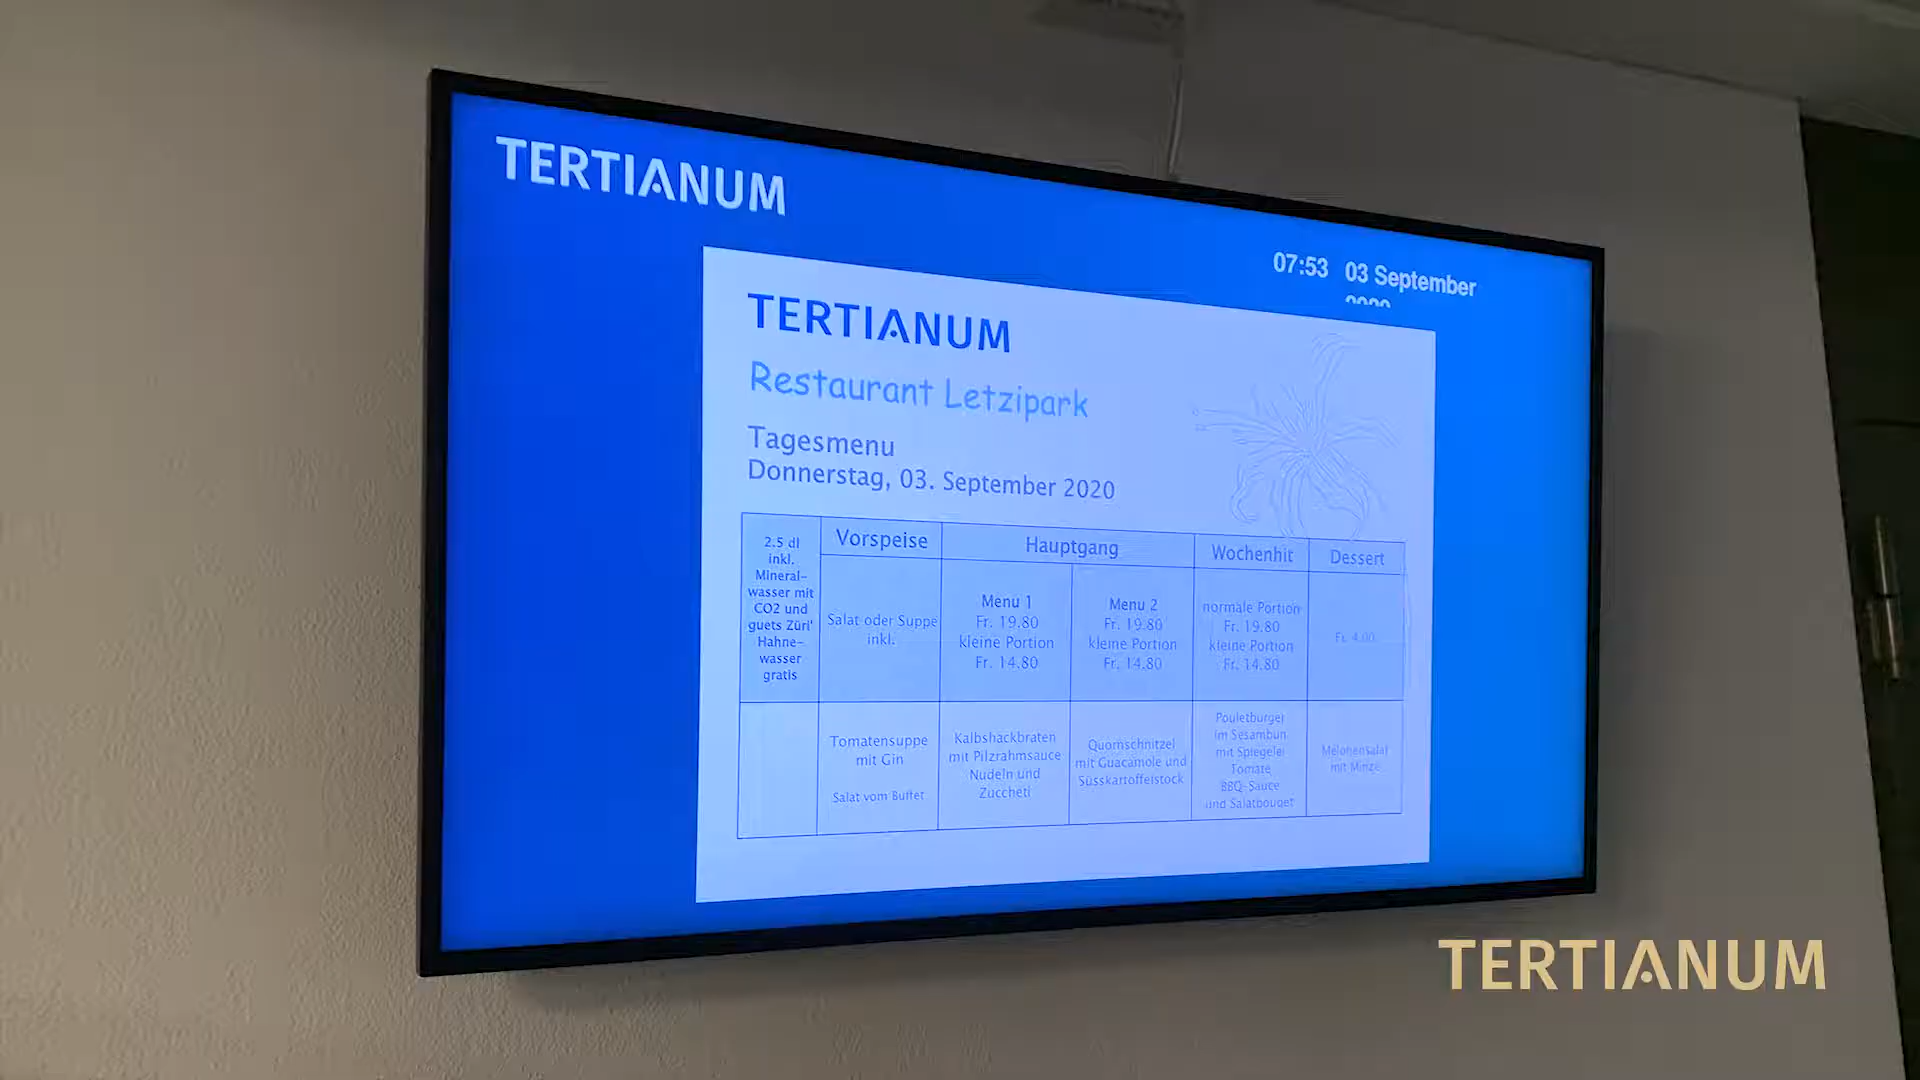 TERTIANUM
07:53 03 September
2020
TERTIANUM
Restaurant Letzipark
Tagesmenu
Donnerstag, 03. September 2020
2.5 dl
inkl.
Mineral-
wasser mit
CO2 und
guets Züri'
Hahne-
wasser
gratis
Vorspeise
Hauptgang
Wochenhit
Dessert
Salat oder Suppe
inkl.
Menu 1
Fr. 19.80
kleine Portion
Fr. 14.80
Menu 2
Fr. 19.80
kleine Portion
Fr. 14.80
normale Portion
Fr. 19.80
kleine Portion
Fr. 14.80
Fr. 4.00
Tomatensuppe
mit Gin
Salat vom Buffet
Kalbshackbraten
mit Pilzrahmsauce
Nudeln und
Zuccheti
Quornschnitzel
mit Guacamole und
Süsskartoffelstock
Pouletburger
im Sesambun
mit Spiegelei
Tomate
BBQ-Sauce
und Salatbouqet
Melonensalat
mit Minze
TERTIANUM